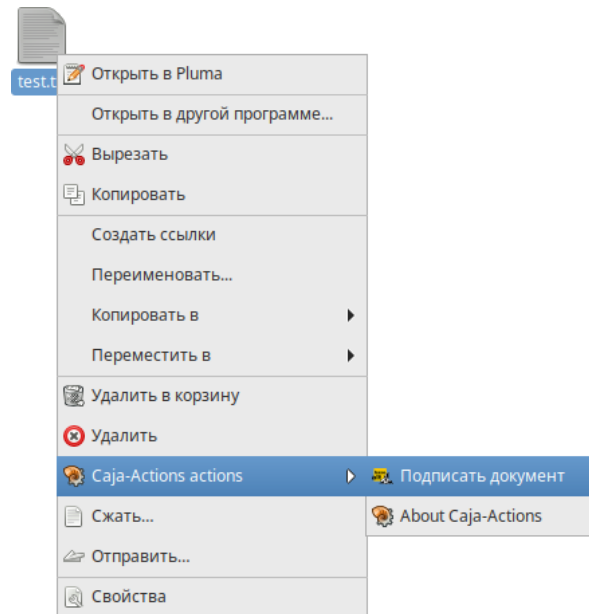 test.t
Открыть в Pluma
Открыть в другой программе...
Вырезать
Копировать
Создать ссылки
Переименовать...
Копировать в
Переместить в
Удалить в корзину
Удалить
Caja-Actions actions
Подписать документ
Сжать...
About Caja-Actions
Отправить...
Свойства